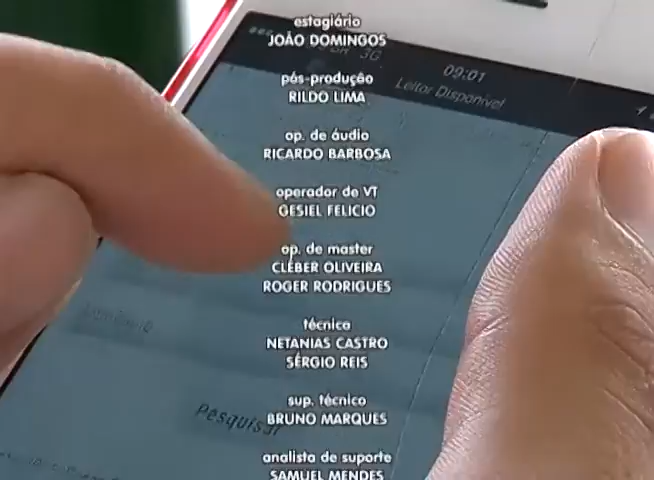 estagiário
JOÃO DOMINGOS
3G
09:01
pós-produção
Leitor Disponível
RILDO LIMA
op. de áudio
RICARDO BARBOSA
operador de VT
GESIEL FELICIO
op. de master
CLÉBER OLIVEIRA
ROGER RODRIGUES
técnica
NETANIAS CASTRO
SÉRGIO REIS
sup. técnico
Pesquisar
BRUNO MARQUES
analista de suporte
SAMUEL MENDES